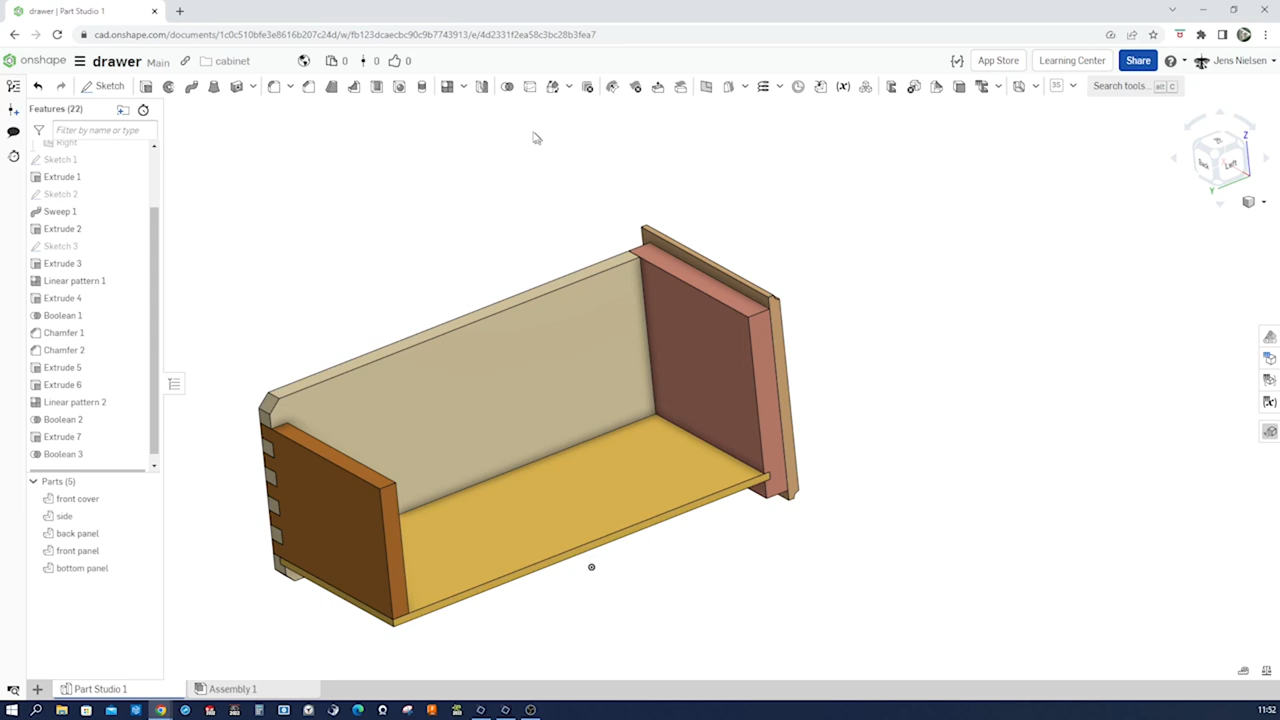 drawer | Part Studio 1
cad.onshape.com/documents/1c0c510bfe3e8616b207c24d/w/fb123dcaecbc90c9b7743913/e/4d2331f2ea58c3bc28b3fea7
onshape drawer Main cabinet 0 0 0 App Store Learning Center Share Jens Nielsen
Sketch 35 Search tools... alt C
Features (22)
Filter by name or type
Right
Sketch 1
Extrude 1
Sketch 2
Sweep 1
Extrude 2
Sketch 3
Extrude 3
Linear pattern 1
Extrude 4
Boolean 1
Chamfer 1
Chamfer 2
Extrude 5
Extrude 6
Linear pattern 2
Boolean 2
Extrude 7
Boolean 3
Parts (5)
front cover
side
back panel
front panel
bottom panel
Z
Back Left
Y
Part Studio 1 Assembly 1
11:52